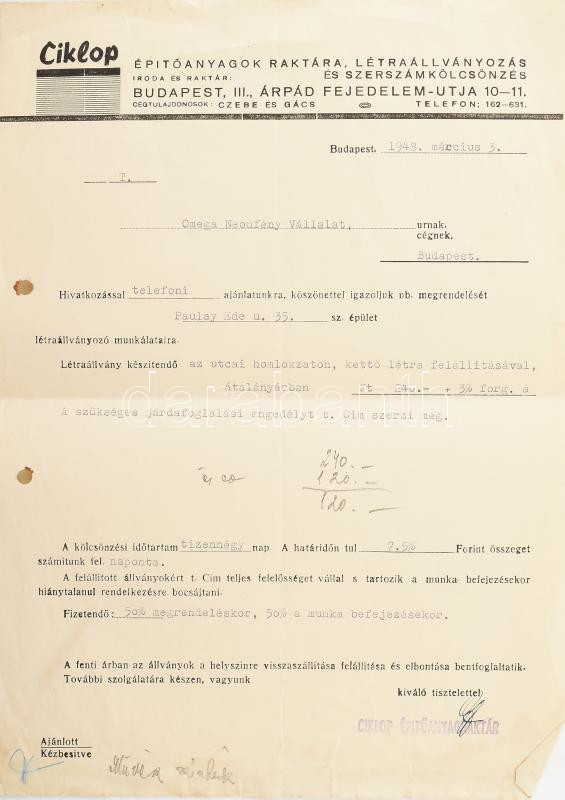 Ciklop
ÉPITŐANYAGOK RAKTÁRA, LÉTRAÁLLVÁNYOZÁS
IRODA ÉS RAKTÁR: ÉS SZERSZÁMKÖLCSÖNZÉS
BUDAPEST, III., ÁRPÁD FEJEDELEM-UTJA 10—11.
CÉGTULAJDONOSOK: CZEBE ÉS GÁCS TELEFON: 162—631.
Budapest, 1948. március 3.
T.
Omega Neonfény Vállalat, urnak,
cégnek,
Budapest.
Hivatkozással telefoni ajánlatunkra, köszönettel igazoljuk nb. megrendelését
Paulay Ede u. 35. sz. épület
létraállványozó munkálataira.
Létraállvány készitendő az utcai homlokzaton, kettő létra felállitásával,
átalányárban Ft 240.- + 3% forg. a
A szükséges járdafoglalási engedélyt t. Cim szerzi meg.
darabanth
240.—
120.—
120.—
A kölcsönzési időtartam tizennégy nap. A határidőn tul 7.5% Forint összeget
számitunk fel. naponta.
A felállitott állványokért t. Cim teljes felelősséget vállal s tartozik a munka befejezésekor
hiánytalanul rendelkezésre bocsájtani.
Fizetendő: 50% megrendeléskor, 50% a munka befejezésekor.
A fenti árban az állványok a helyszinre visszaszállitása felállitása és elbontása bentfoglaltatik.
További szolgálatára készen, vagyunk
kiváló tisztelettel
CIKLOP ÉPITŐANYAGRAKTÁR
Ajánlott
Kézbesitve